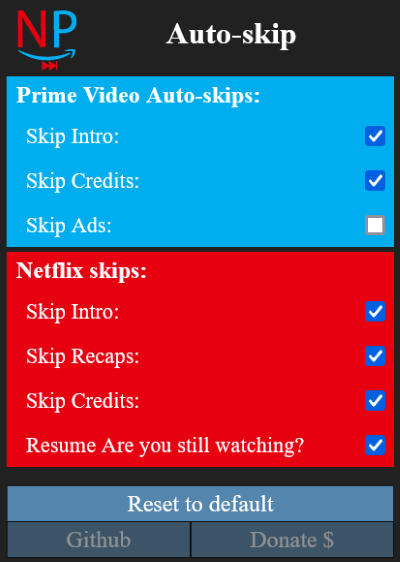 NP
Auto-skip
Prime Video Auto-skips:
Skip Intro:
Skip Credits:
Skip Ads:
Netflix skips:
Skip Intro:
Skip Recaps:
Skip Credits:
Resume Are you still watching?
Reset to default
Github
Donate $